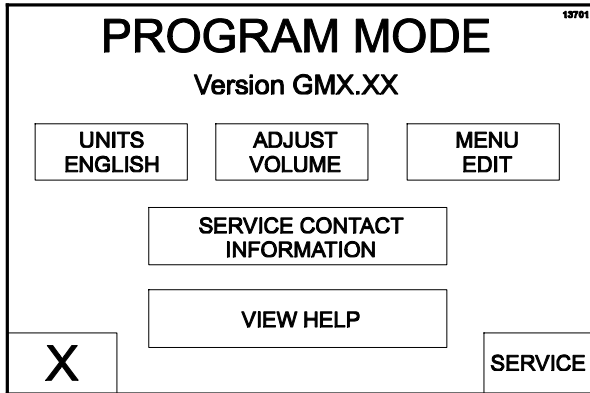 13701
PROGRAM MODE
Version GMX.XX
UNITS
ENGLISH
ADJUST
VOLUME
MENU
EDIT
SERVICE CONTACT
INFORMATION
VIEW HELP
X
SERVICE